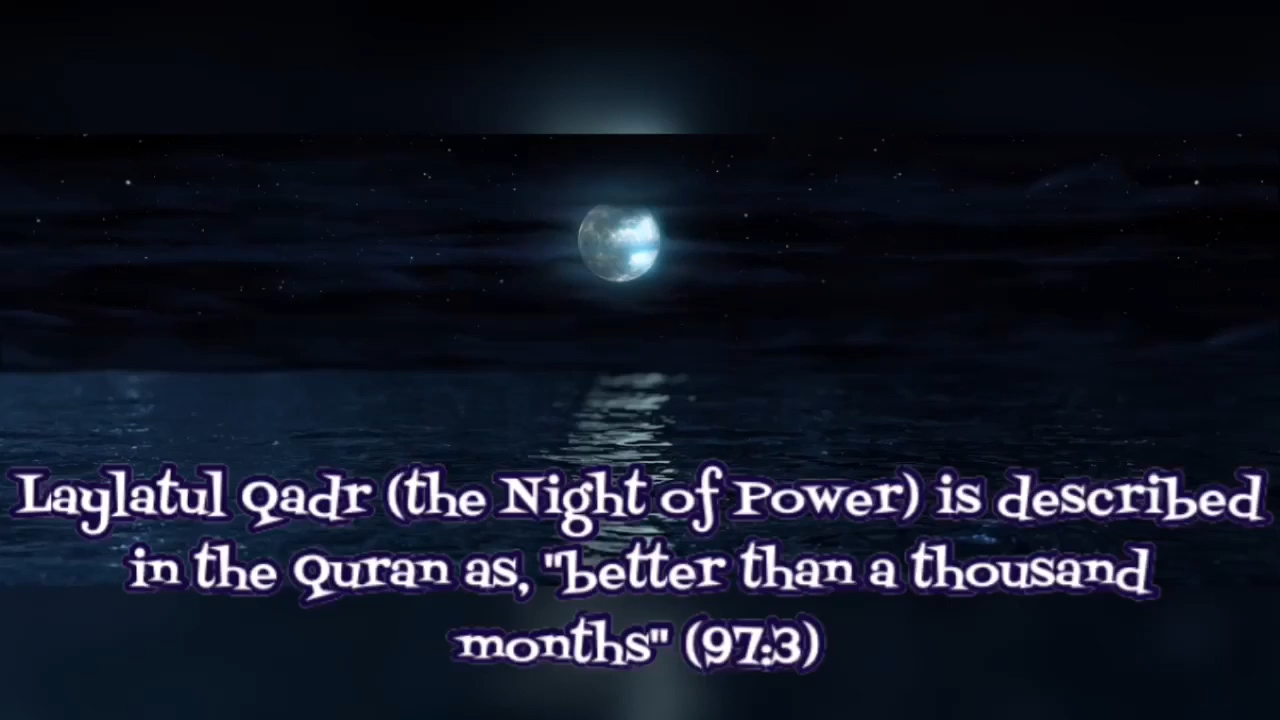 Laylatul Qadr (the Night of Power) is described
in the Quran as, "better than a thousand
months" (97:3)